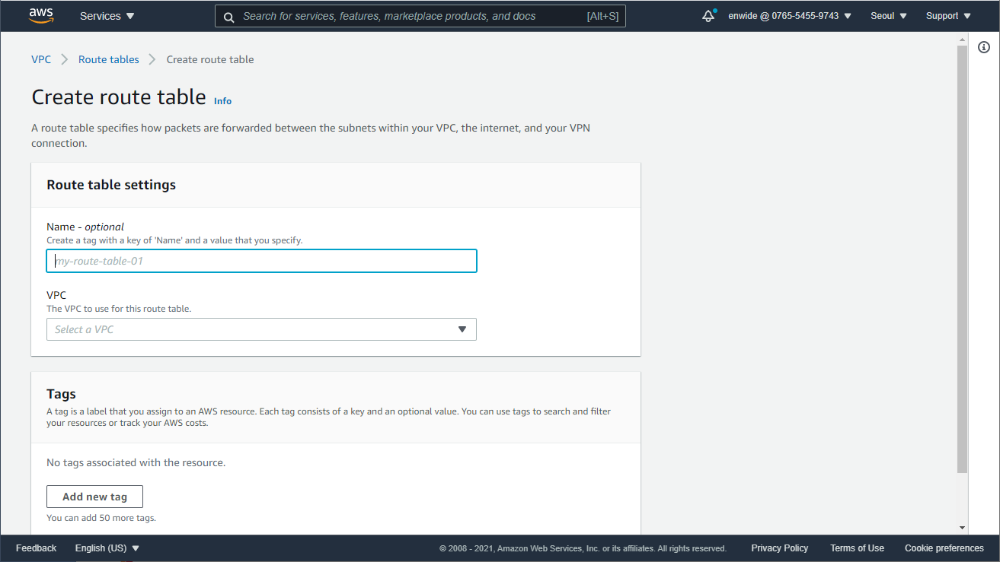 aws Services Search for services, features, marketplace products, and docs [Alt+S] enwide @ 0765-5455-9743 Seoul Support
VPC Route tables Create route table
Create route table Info
A route table specifies how packets are forwarded between the subnets within your VPC, the internet, and your VPN
connection.
Route table settings
Name - optional
Create a tag with a key of 'Name' and a value that you specify.
my-route-table-01
VPC
The VPC to use for this route table.
Select a VPC
Tags
A tag is a label that you assign to an AWS resource. Each tag consists of a key and an optional value. You can use tags to search and filter
your resources or track your AWS costs.
No tags associated with the resource.
Add new tag
You can add 50 more tags.
Feedback English (US) © 2008 - 2021, Amazon Web Services, Inc. or its affiliates. All rights reserved. Privacy Policy Terms of Use Cookie preferences